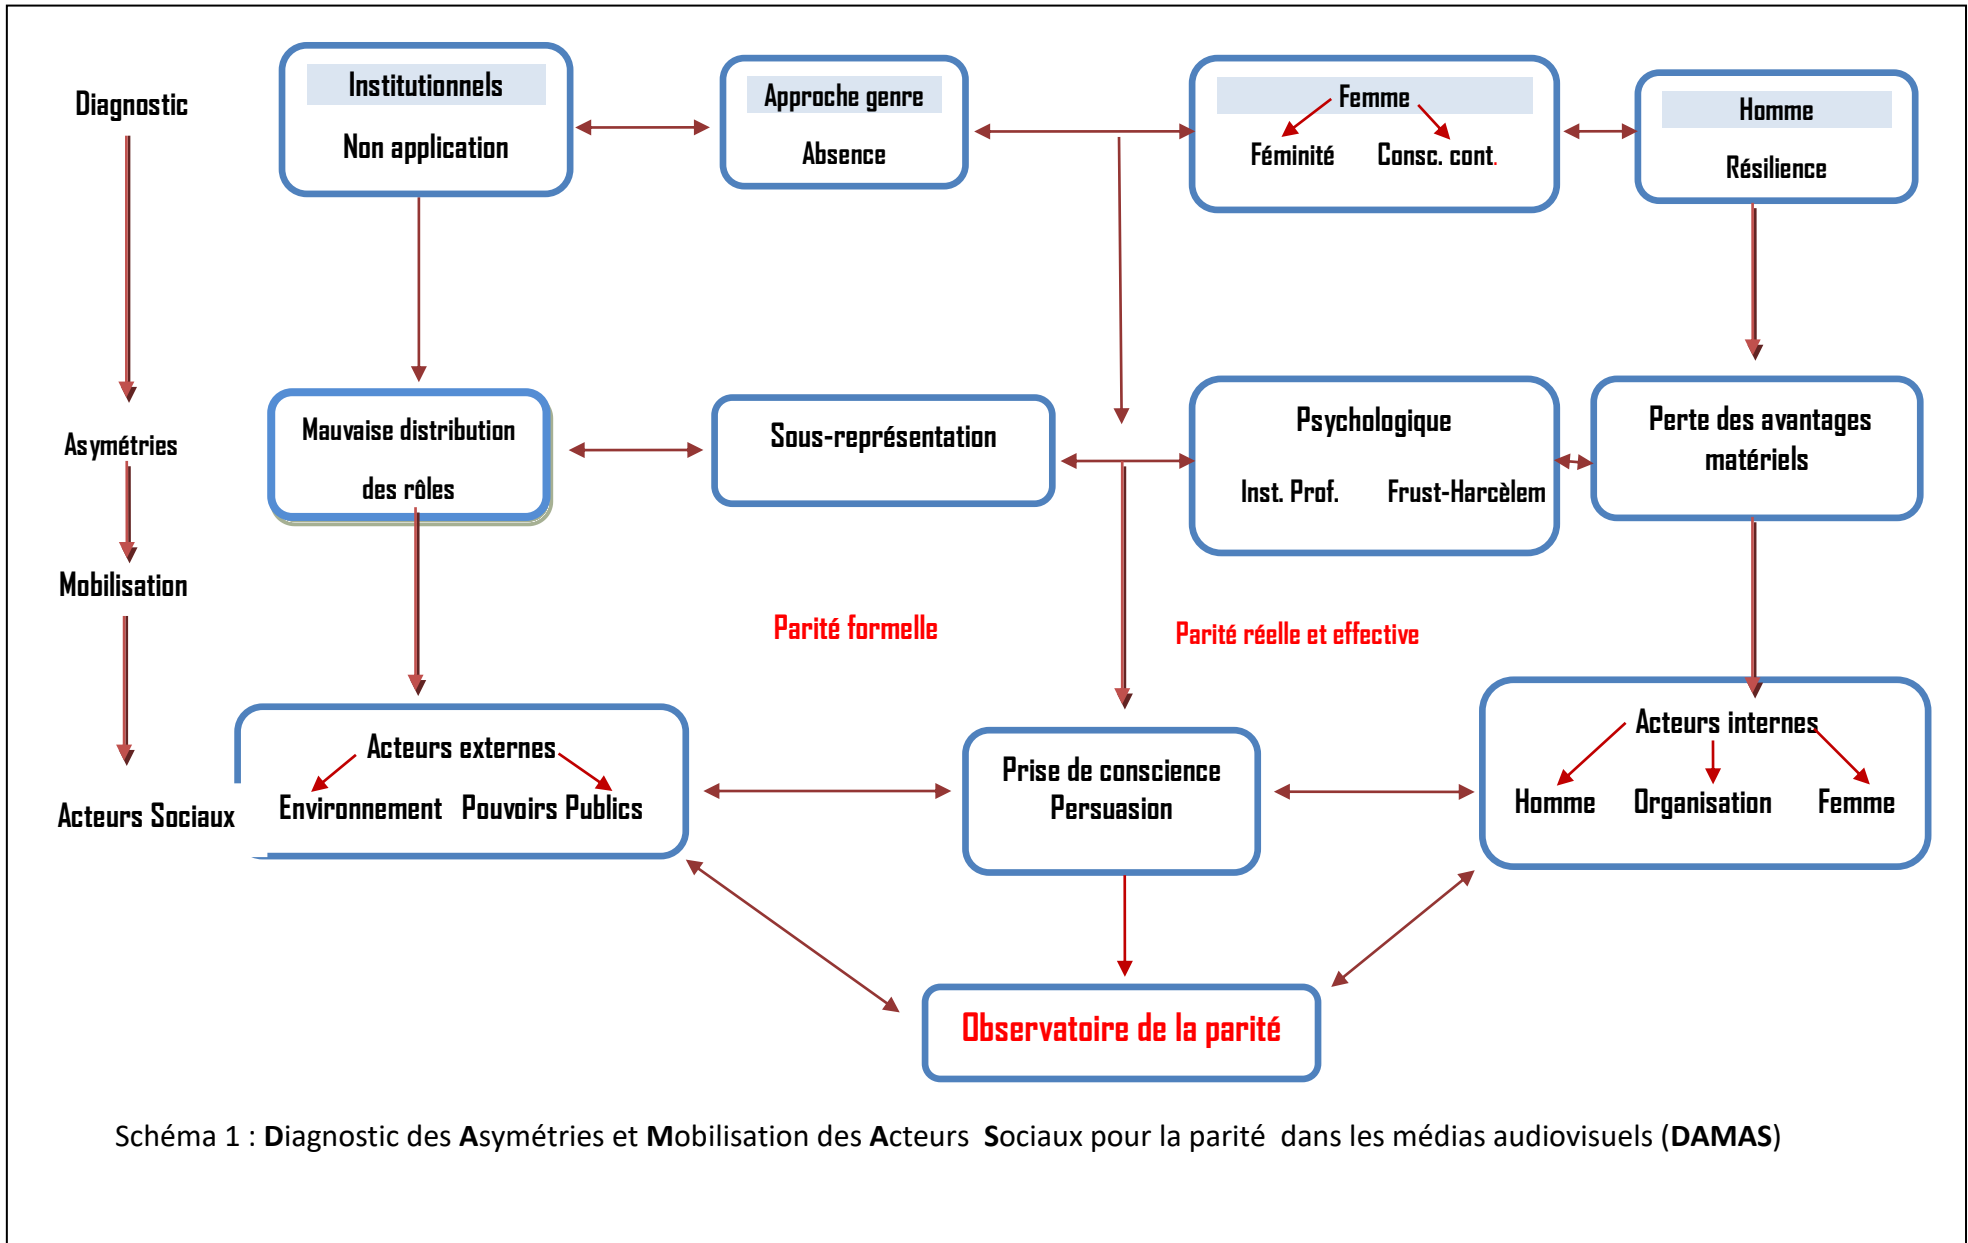 Diagnostic
Institutionnels
Non application
Approche genre
Absence
Femme
Féminité Consc. cont.
Homme
Résilience
Asymétries
Mauvaise distribution
des rôles
Sous-représentation
Psychologique
Inst. Prof. Frust-Harcèlem
Perte des avantages
matériels
Mobilisation
Parité formelle
Parité réelle et effective
Acteurs Sociaux
Acteurs externes
Environnement Pouvoirs Publics
Prise de conscience
Persuasion
Acteurs internes
Homme Organisation Femme
Observatoire de la parité
Schéma 1 : Diagnostic des Asymétries et Mobilisation des Acteurs Sociaux pour la parité dans les médias audiovisuels (DAMAS)